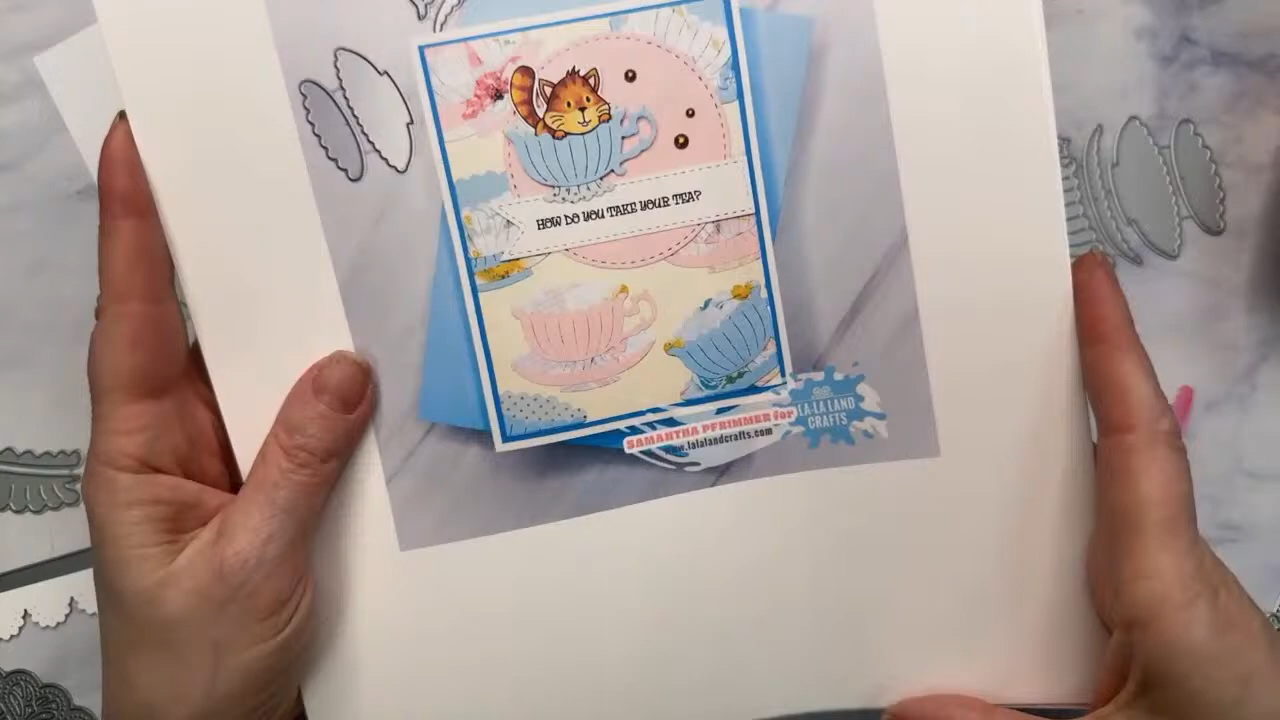 HOW DO YOU TAKE YOUR TEA?
SAMANTHA PFRIMMER for
www.lalalandcrafts.com
LA-LA LAND
CRAFTS